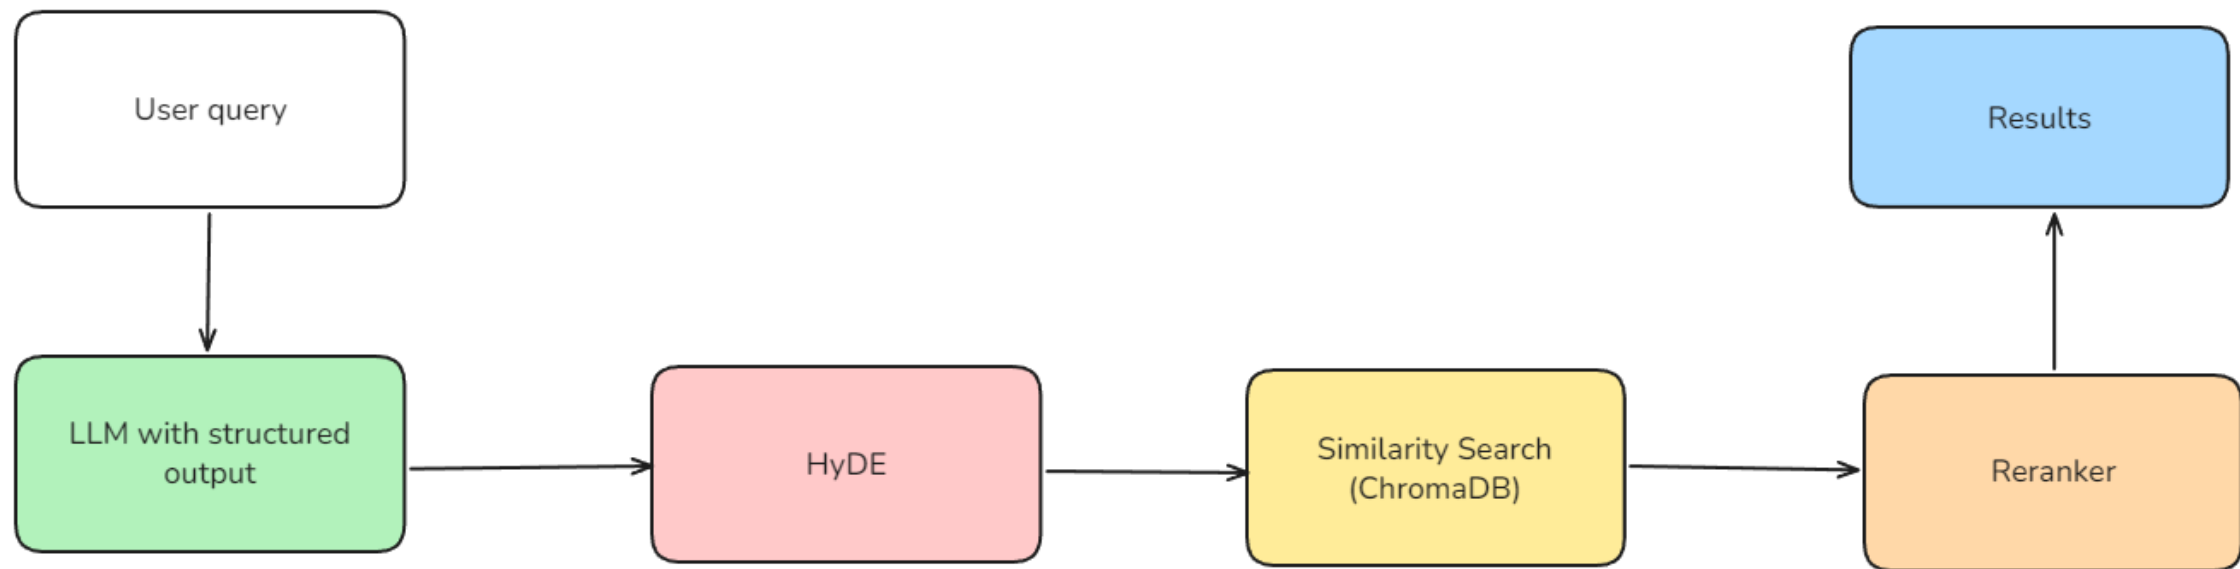 User query
Results
LLM with structured
output
HyDE
Similarity Search
(ChromaDB)
Reranker